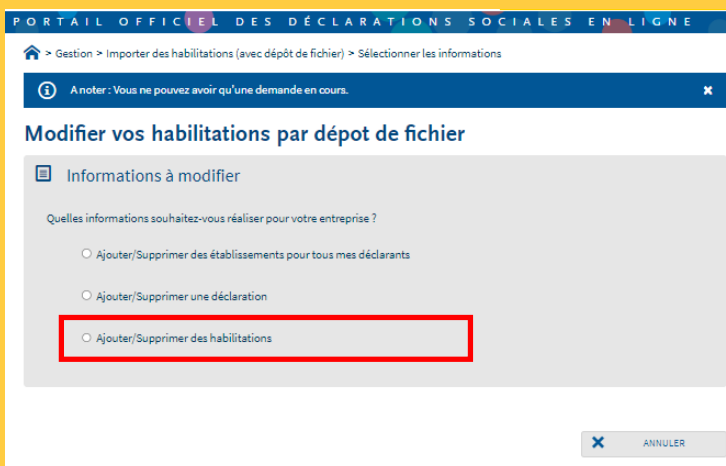 PORTAIL OFFICIEL DES DÉCLARATIONS SOCIALES EN LIGNE
> Gestion > Importer des habilitations (avec dépôt de fichier) > Sélectionner les informations
A noter : Vous ne pouvez avoir qu'une demande en cours.
Modifier vos habilitations par dépot de fichier
Informations à modifier
Quelles informations souhaitez-vous réaliser pour votre entreprise ?
Ajouter/Supprimer des établissements pour tous mes déclarants
Ajouter/Supprimer une déclaration
Ajouter/Supprimer des habilitations
ANNULER